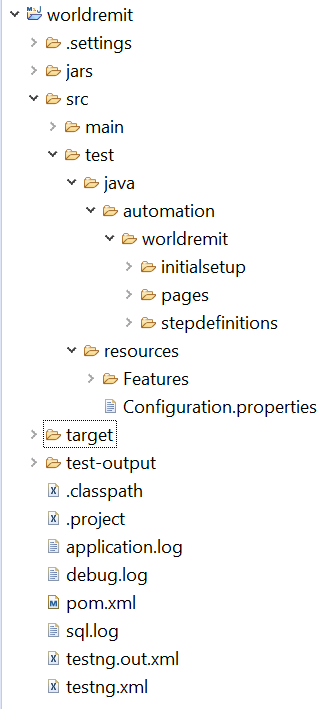 worldremit
.settings
jars
src
main
test
java
automation
worldremit
initialsetup
pages
stepdefinitions
resources
Features
Configuration.properties
target
test-output
.classpath
.project
application.log
debug.log
pom.xml
sql.log
testng.out.xml
testng.xml